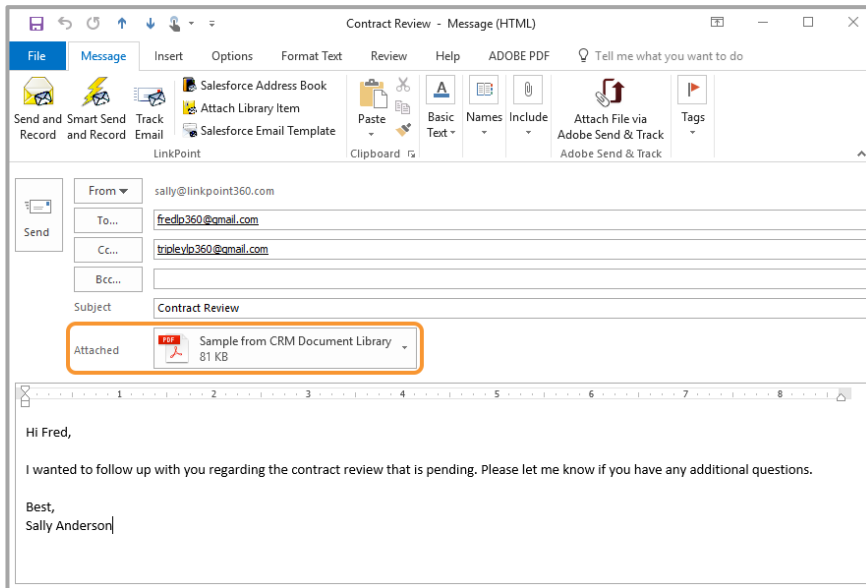 Contract Review - Message (HTML)
File Message Insert Options Format Text Review Help ADOBE PDF Tell me what you want to do
Send and Record
Smart Send and Record
Track Email
Salesforce Address Book
Attach Library Item
Salesforce Email Template
LinkPoint
Paste
Clipboard
A
Basic Text
Names
Include
Attach File via Adobe Send & Track
Adobe Send & Track
Tags
Send
From sally@linkpoint360.com
To... fredlp360@gmail.com
Cc... tripleylp360@gmail.com
Bcc...
Subject Contract Review
Attached
PDF
Sample from CRM Document Library
81 KB
1 2 3 4 5 6 7 8
Hi Fred,
I wanted to follow up with you regarding the contract review that is pending. Please let me know if you have any additional questions.
Best,
Sally Anderson